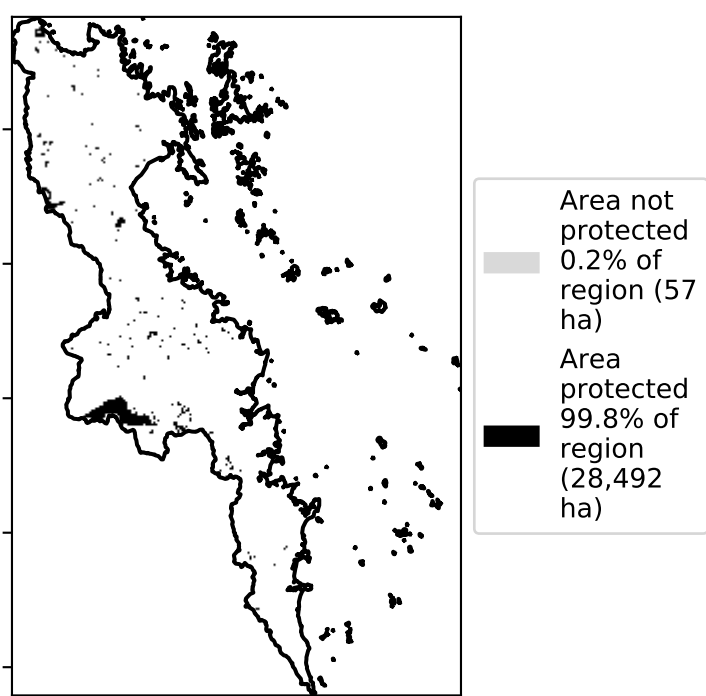 Area not
protected
0.2% of
region (57
ha)
Area
protected
99.8% of
region
(28,492
ha)